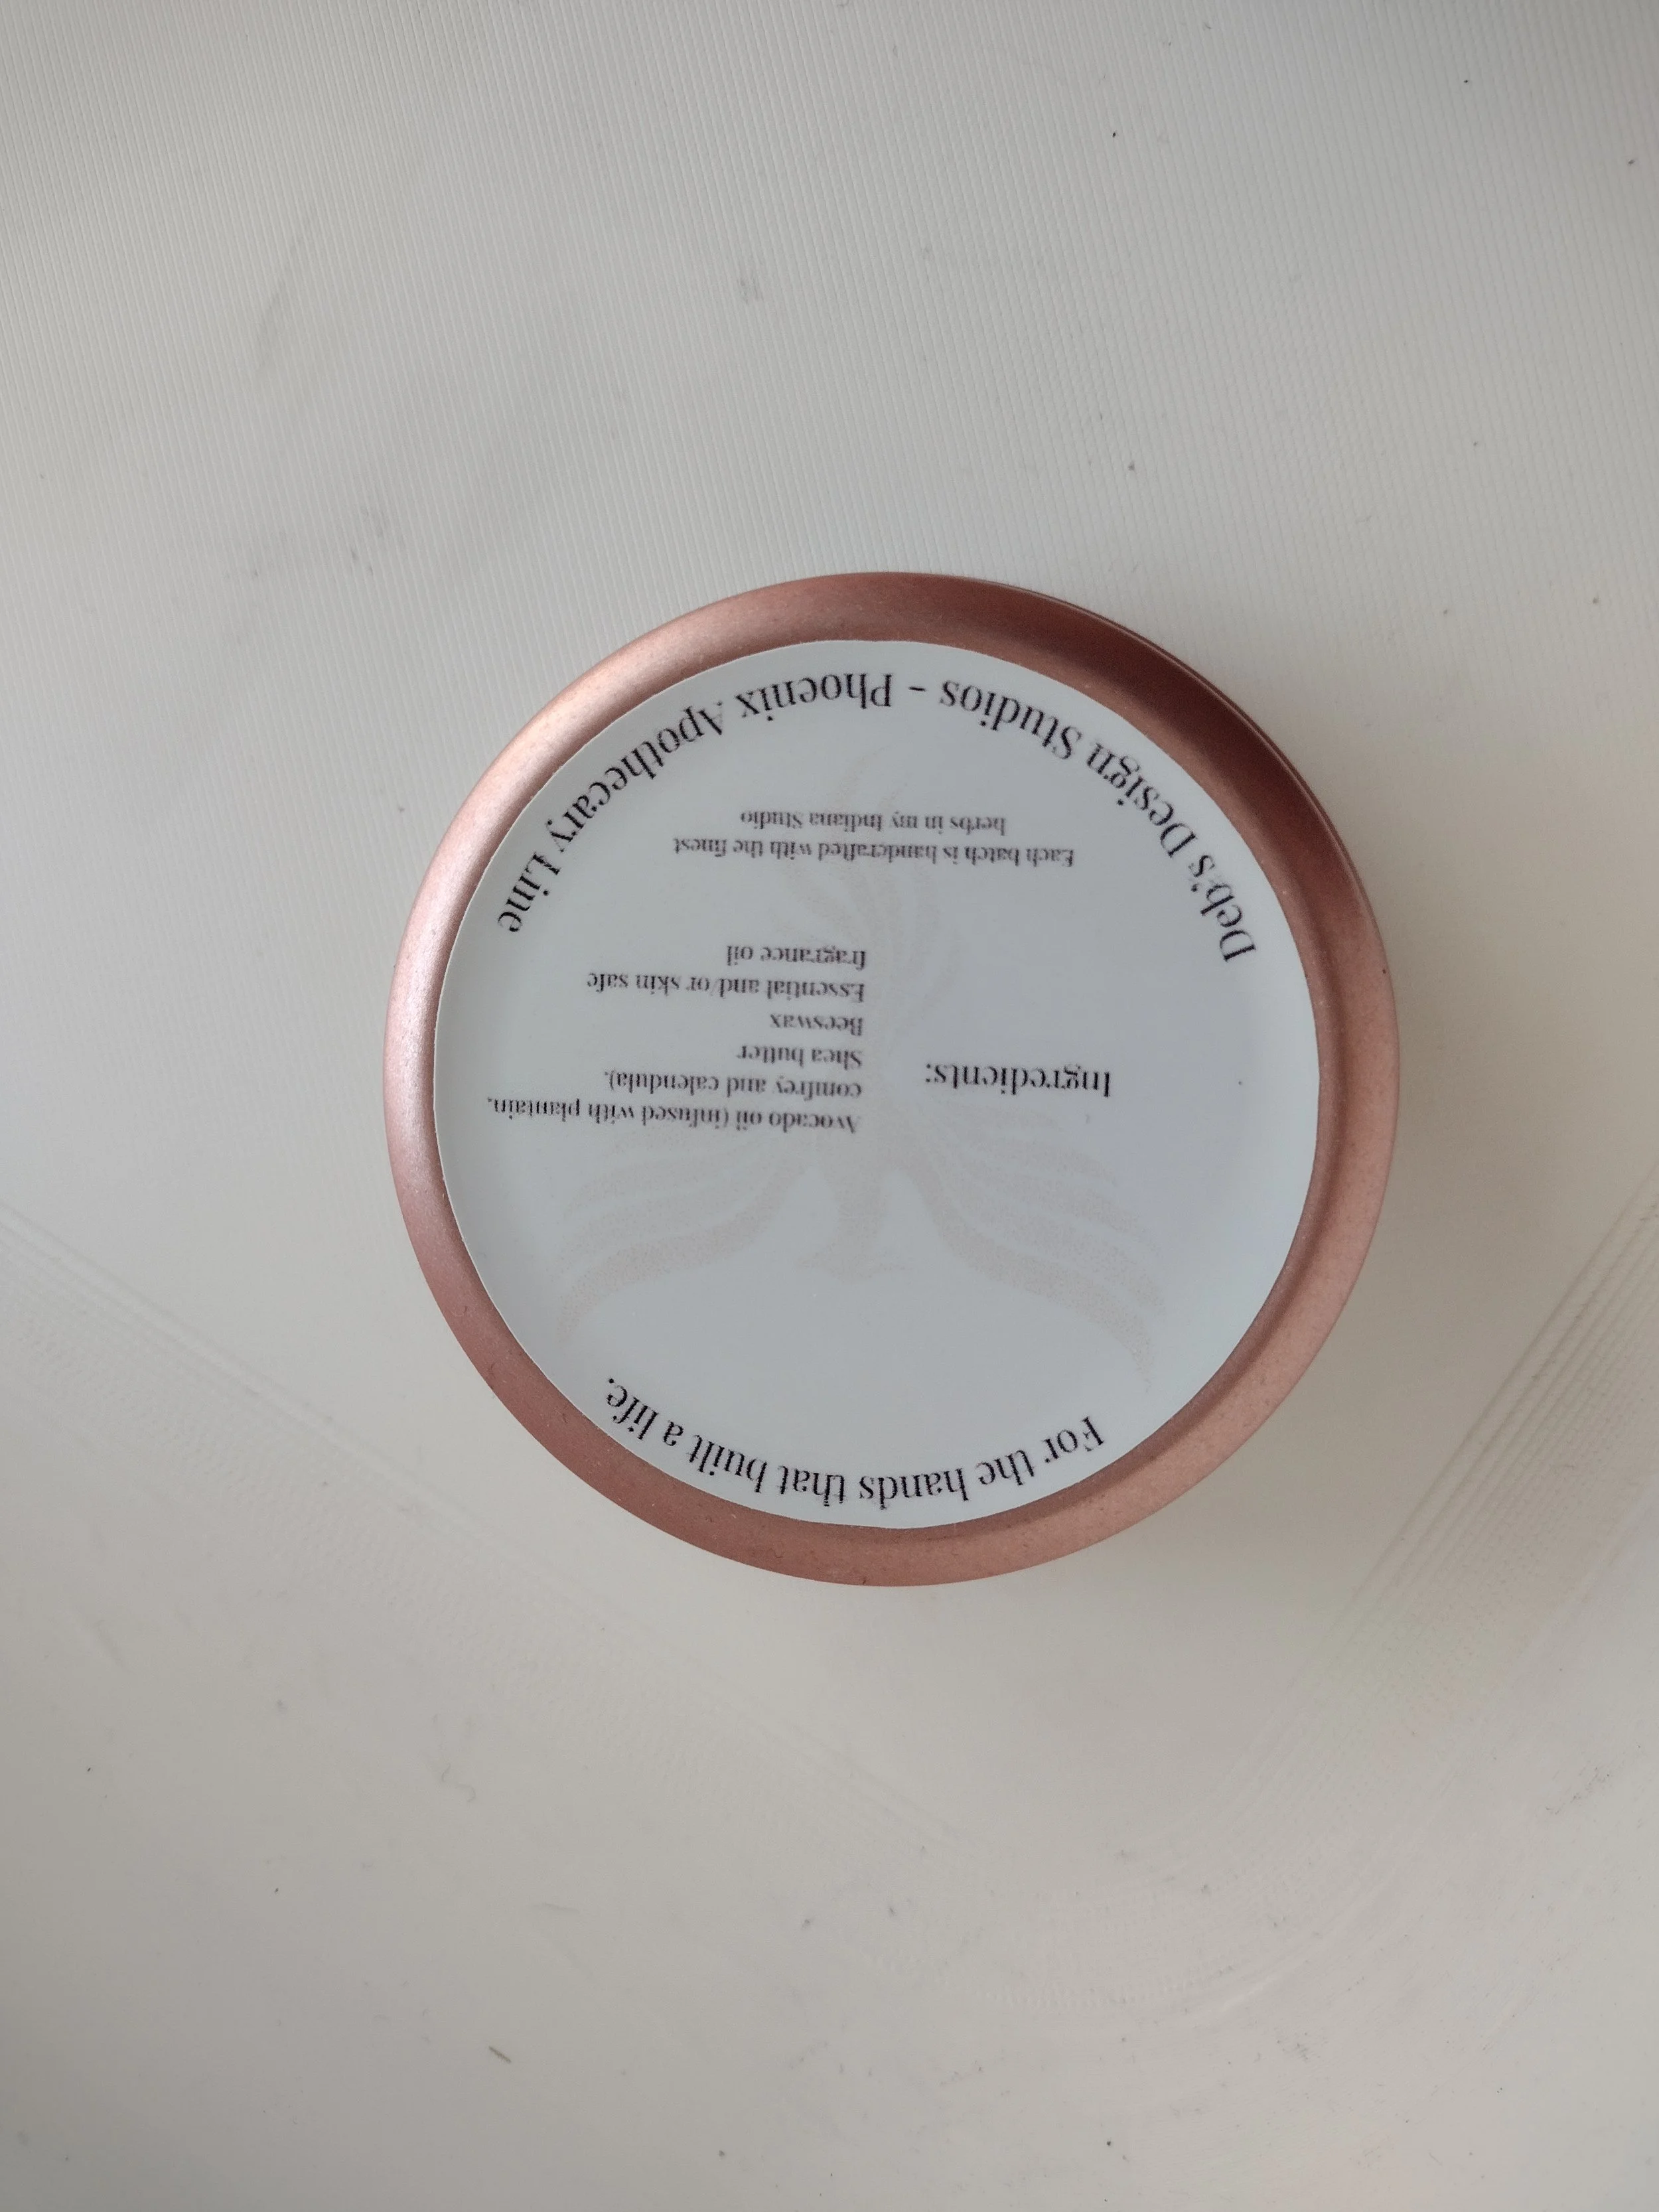 For the hands that built a life.
Ingredients:
Avocado oil (infused with plantain,
comfrey and calendula).
Shea butter
Beeswax
Essential and/or skin safe
fragrance oil
Each batch is handcrafted with the finest
herbs in my Indiana Studio
Deb's Design Studios - Phoenix Apothecary Line